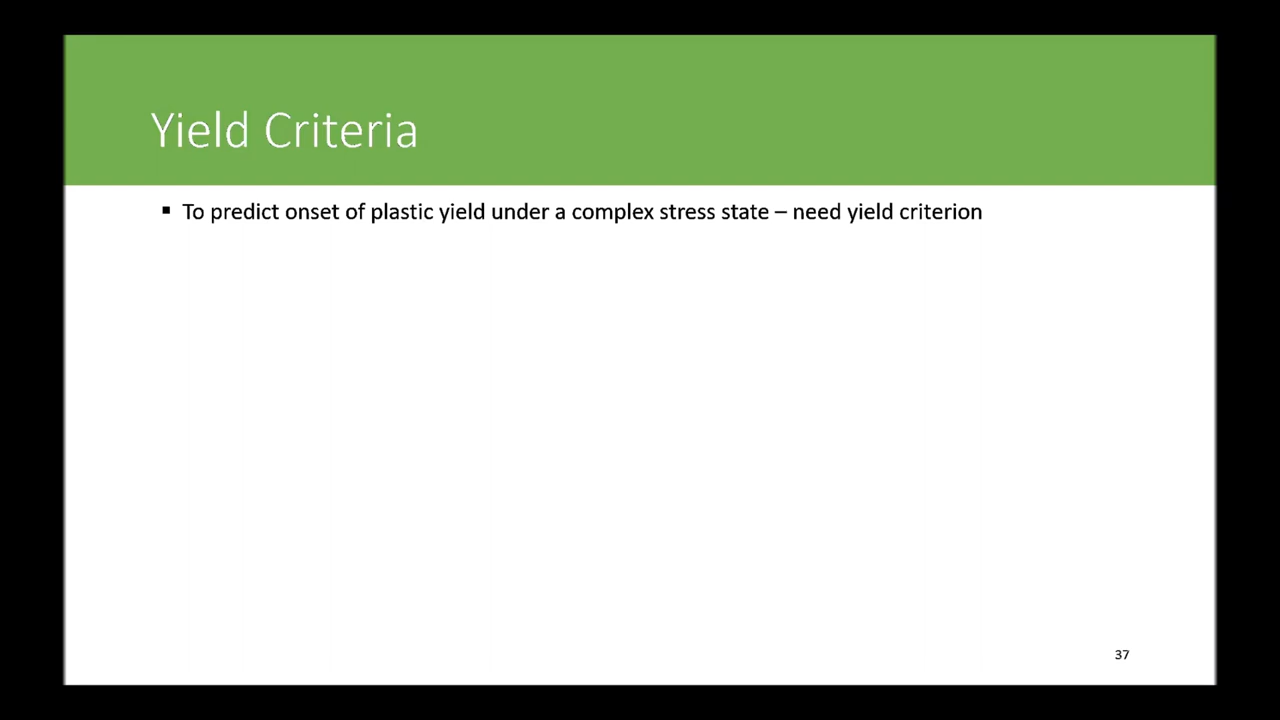 Yield Criteria
▪ To predict onset of plastic yield under a complex stress state – need yield criterion
37